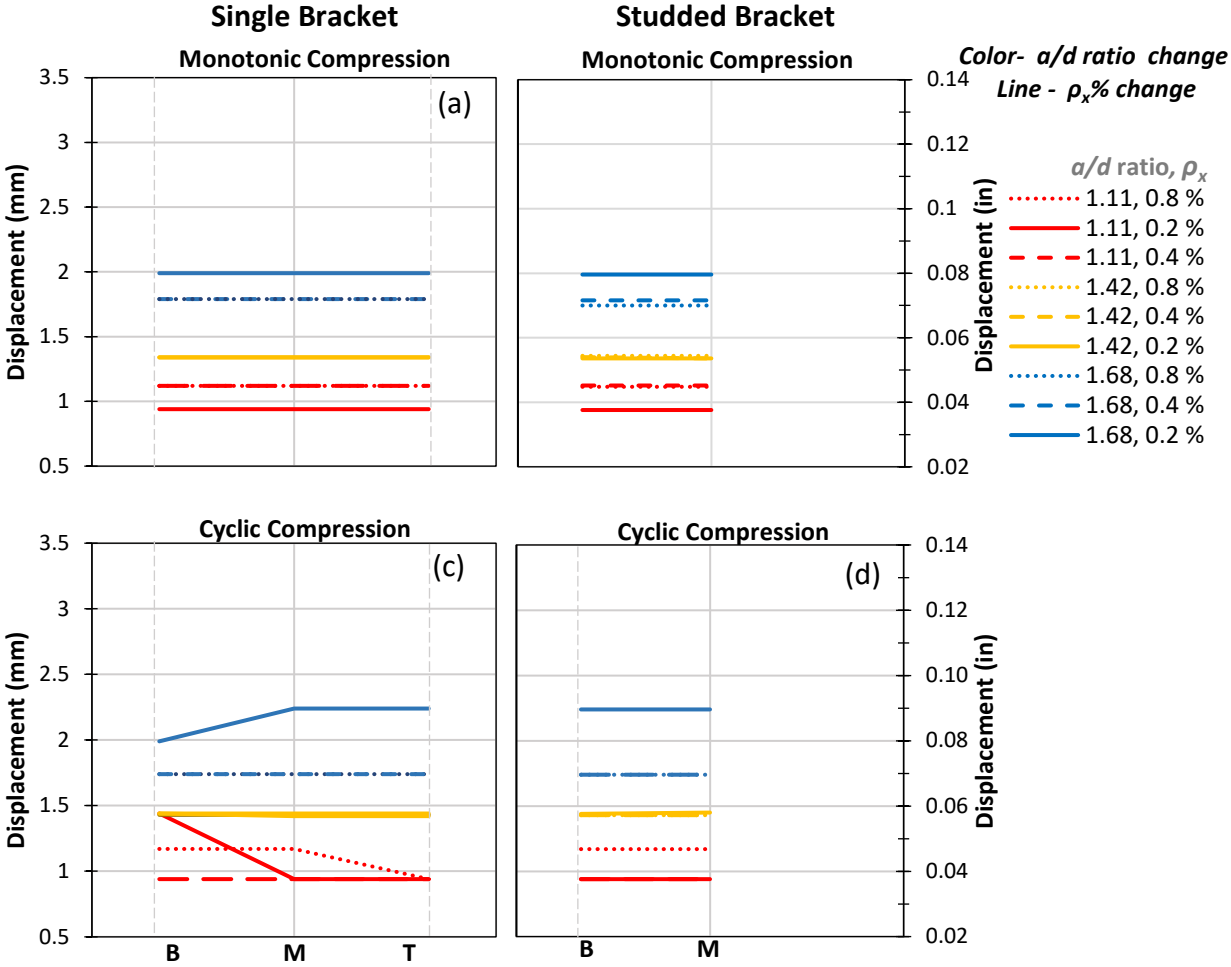 Single Bracket
Studded Bracket
Monotonic Compression
Monotonic Compression
Color- a/d ratio change
Line - ρx% change
(a)
Displacement (mm)
3.5
3
2.5
2
1.5
1
0.5
0.14
0.12
0.1
0.08
0.06
0.04
0.02
Displacement (in)
a/d ratio, ρx
1.11, 0.8 %
1.11, 0.2 %
1.11, 0.4 %
1.42, 0.8 %
1.42, 0.4 %
1.42, 0.2 %
1.68, 0.8 %
1.68, 0.4 %
1.68, 0.2 %
Cyclic Compression
Cyclic Compression
(c)
(d)
Displacement (mm)
3.5
3
2.5
2
1.5
1
0.5
0.14
0.12
0.10
0.08
0.06
0.04
0.02
Displacement (in)
B M T
B M